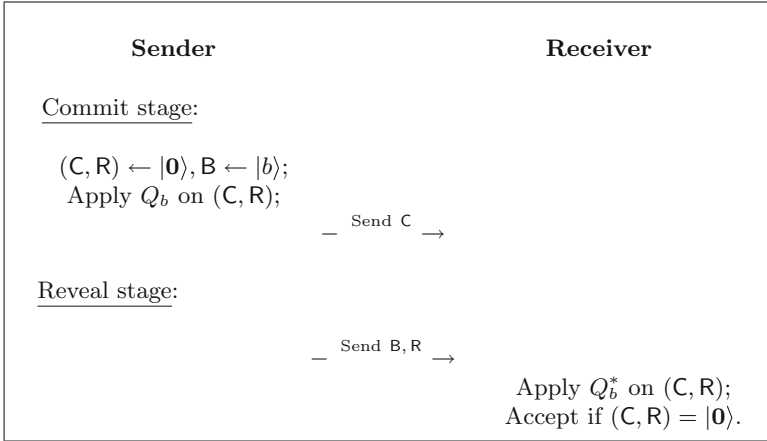 Sender Receiver
Commit stage:
(C, R) ← |0⟩, B ← |b⟩;
Apply Q_b on (C, R);
− Send C →
Reveal stage:
− Send B, R →
Apply Q_b^* on (C, R);
Accept if (C, R) = |0⟩.